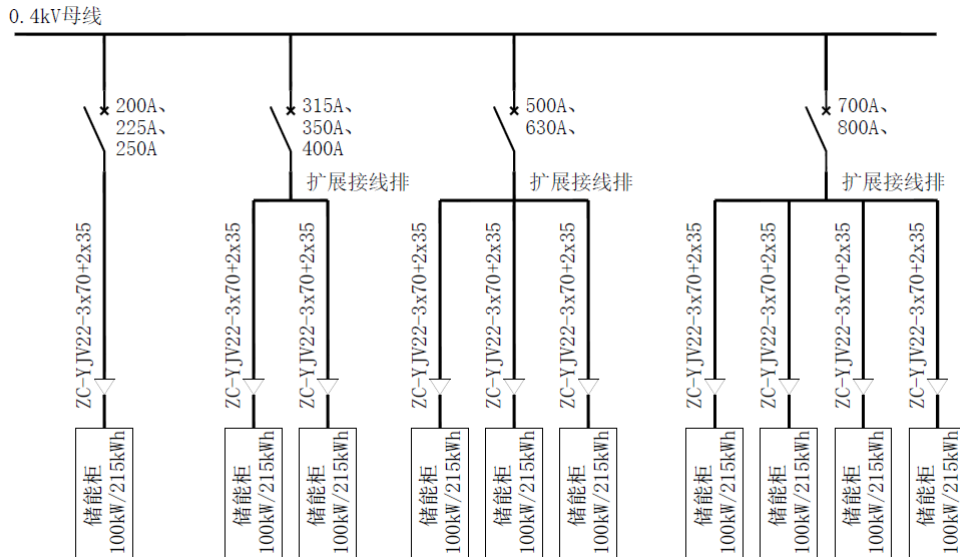 0.4kV母线
200A、
225A、
250A
315A、
350A、
400A
500A、
630A、
700A、
800A、
扩展接线排
扩展接线排
扩展接线排
ZC-YJV22-3x70+2x35
ZC-YJV22-3x70+2x35
ZC-YJV22-3x70+2x35
ZC-YJV22-3x70+2x35
ZC-YJV22-3x70+2x35
ZC-YJV22-3x70+2x35
ZC-YJV22-3x70+2x35
ZC-YJV22-3x70+2x35
ZC-YJV22-3x70+2x35
ZC-YJV22-3x70+2x35
储能柜
100kW/215kWh
储能柜
100kW/215kWh
储能柜
100kW/215kWh
储能柜
100kW/215kWh
储能柜
100kW/215kWh
储能柜
100kW/215kWh
储能柜
100kW/215kWh
储能柜
100kW/215kWh
储能柜
100kW/215kWh
储能柜
100kW/215kWh